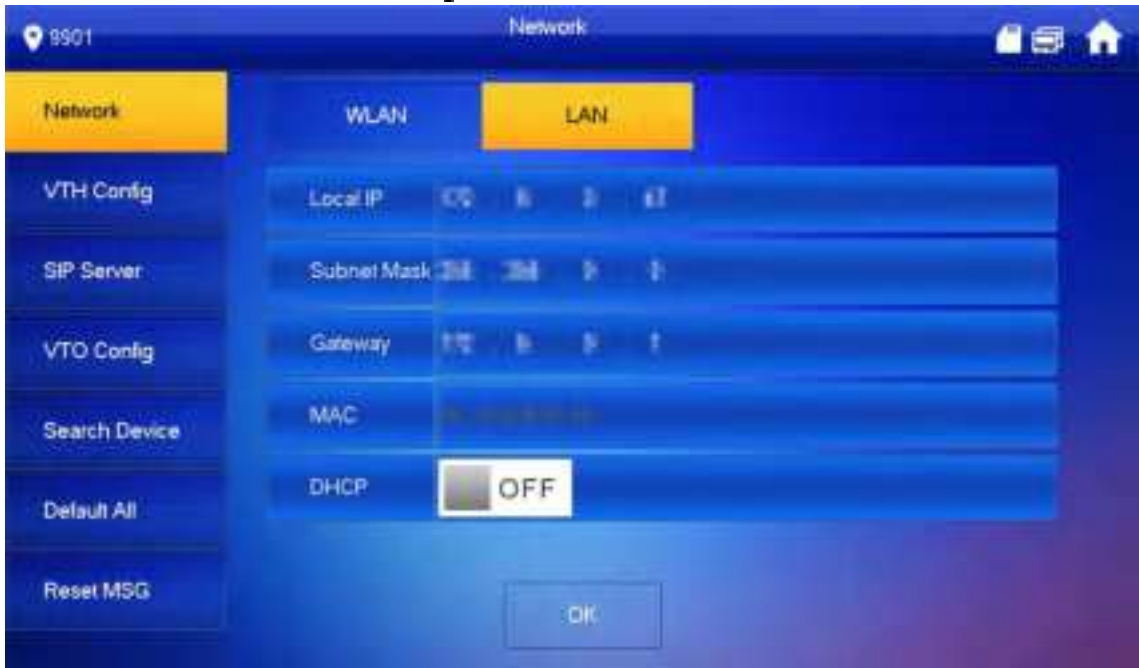 9901
Network
Network
WLAN
LAN
VTH Config
Local IP
SIP Server
Subnet Mask
VTO Config
Gateway
Search Device
MAC
Default All
DHCP
OFF
Reset MSG
OK